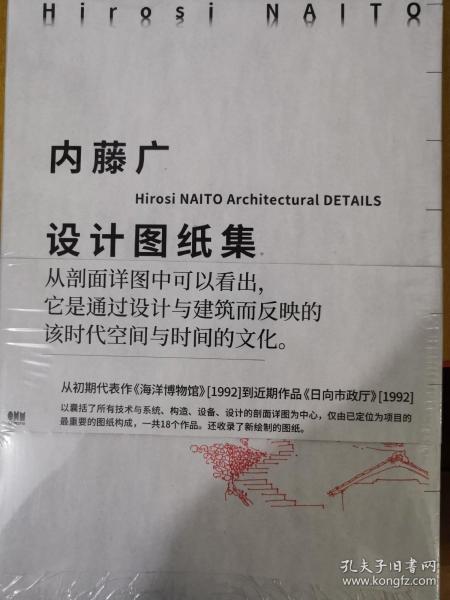 Hirosi NAITO
内藤广
Hirosi NAITO Architectural DETAILS
设计图纸集
从剖面详图中可以看出，
它是通过设计与建筑而反映的
该时代空间与时间的文化。
从初期代表作《海洋博物馆》[1992]到近期作品《日向市政厅》[1992]
以囊括了所有技术与系统、构造、设备、设计的剖面详图为中心，仅由已定位为项目的
最重要的图纸构成，一共18个作品。还收录了新绘制的图纸。
孔夫子旧书网
www.kongfz.com